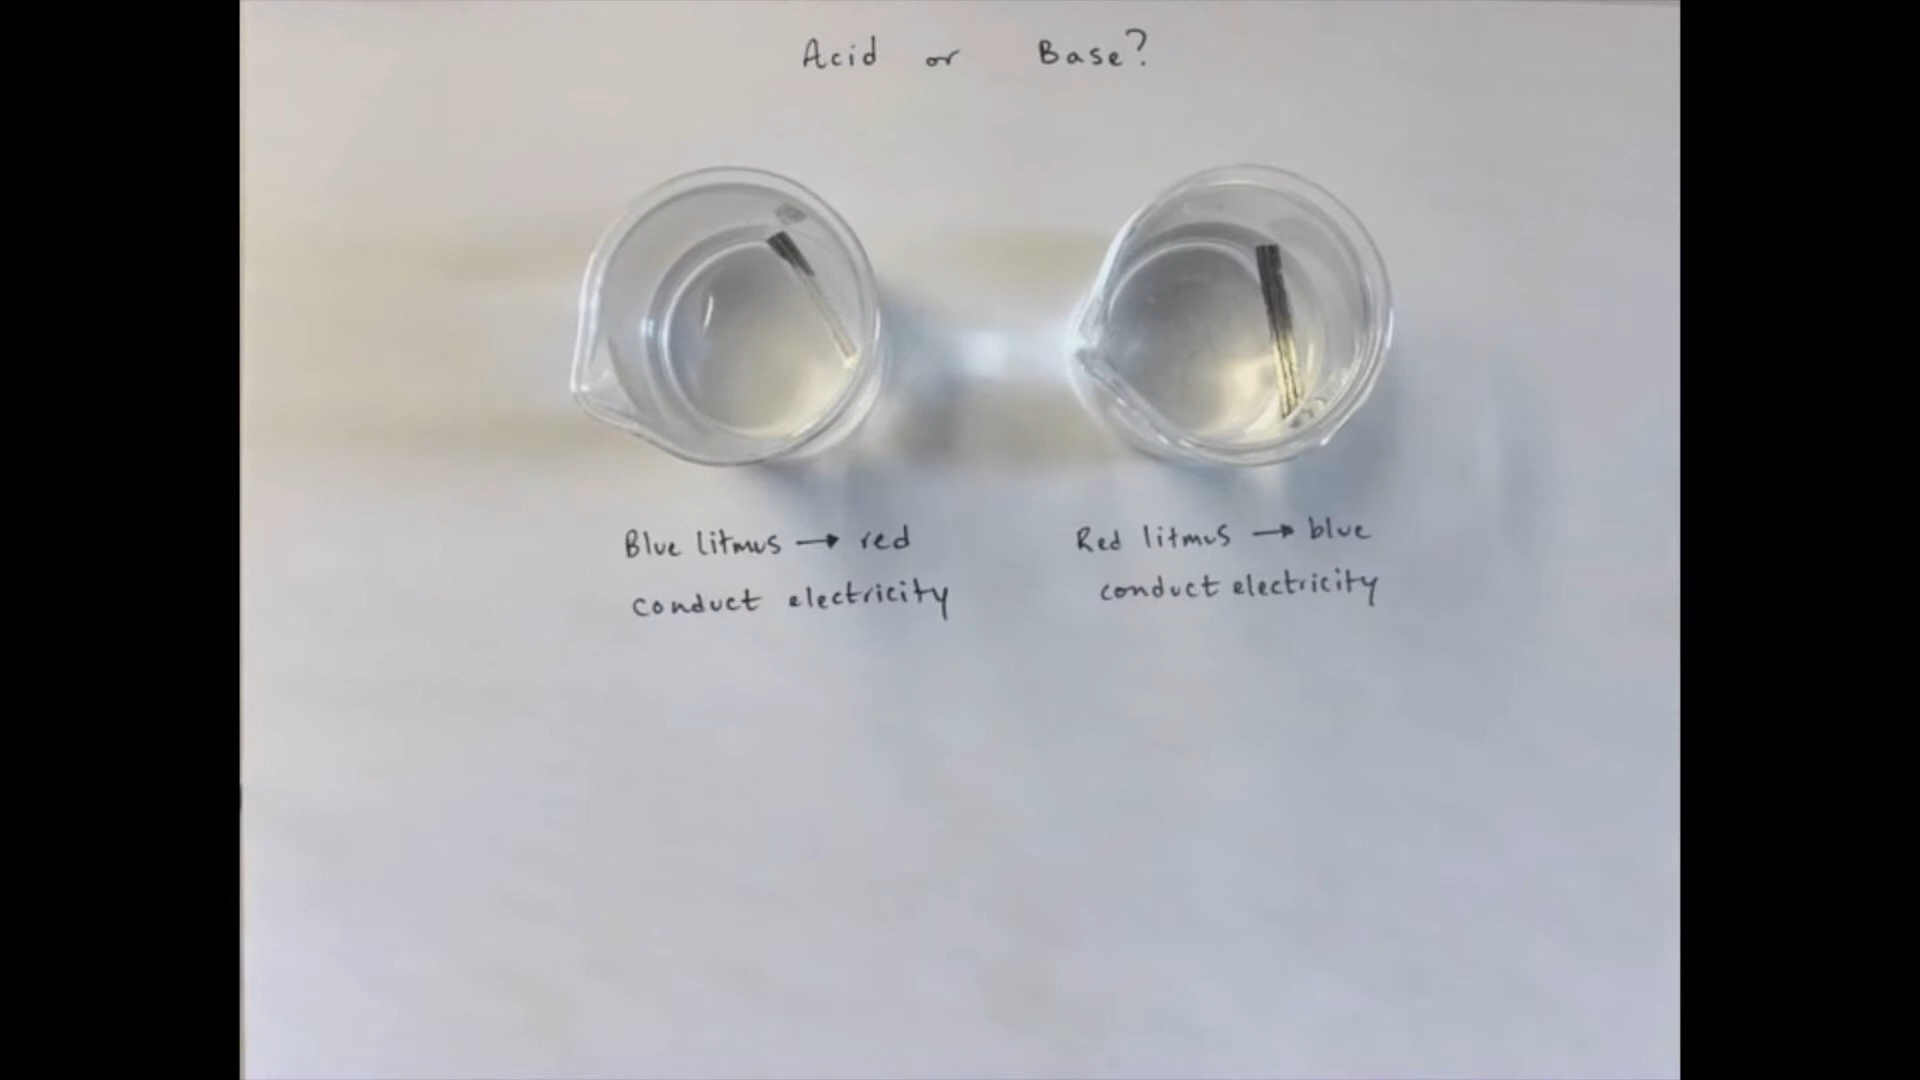 Acid or Base?
Blue litmus → red
conduct electricity
Red litmus → blue
conduct electricity